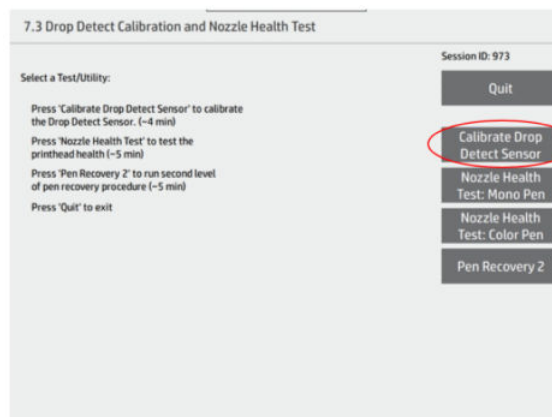 7.3 Drop Detect Calibration and Nozzle Health Test
Session ID: 973
Select a Test/Utility:
Press 'Calibrate Drop Detect Sensor' to calibrate
the Drop Detect Sensor. (~4 min)
Press 'Nozzle Health Test' to test the
printhead health (~5 min)
Press 'Pen Recovery 2' to run second level
of pen recovery procedure (~5 min)
Press 'Quit' to exit
Quit
Calibrate Drop
Detect Sensor
Nozzle Health
Test: Mono Pen
Nozzle Health
Test: Color Pen
Pen Recovery 2